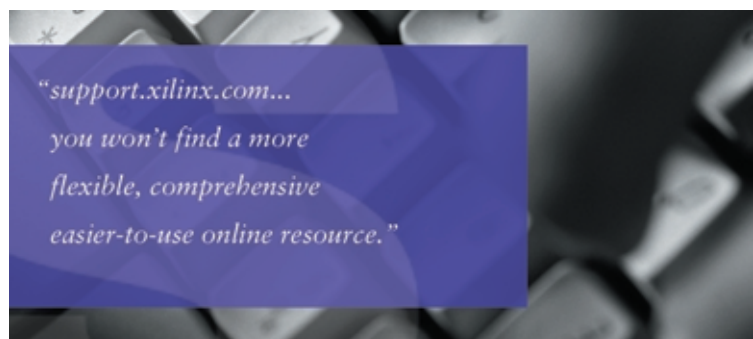 “support.xilinx.com...
you won’t find a more
flexible, comprehensive
easier-to-use online resource.”